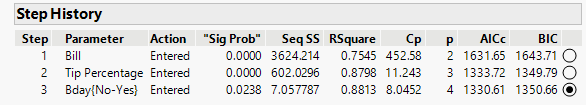 Step History
Step Parameter Action "Sig Prob" Seq SS RSquare Cp p AICc BIC
1 Bill Entered 0.0000 3624.214 0.7545 452.58 2 1631.65 1643.71
2 Tip Percentage Entered 0.0000 602.0296 0.8798 11.243 3 1333.72 1349.79
3 Bday{No-Yes} Entered 0.0238 7.057787 0.8813 8.0452 4 1330.61 1350.66